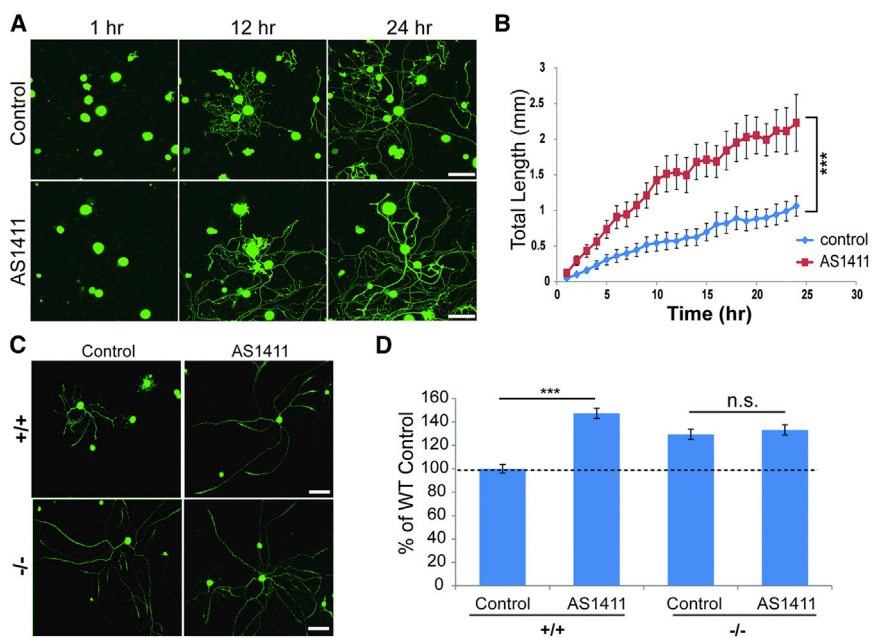 A
1 hr
12 hr
24 hr
Control
AS1411
B
Total Length (mm)
3
2.5
2
1.5
1
0.5
0
0
5
10
15
20
25
30
Time (hr)
***
control
AS1411
C
Control
AS1411
+/+
-/-
D
% of WT Control
160
140
120
100
80
60
40
20
0
***
n.s.
Control
AS1411
Control
AS1411
+/+
-/-